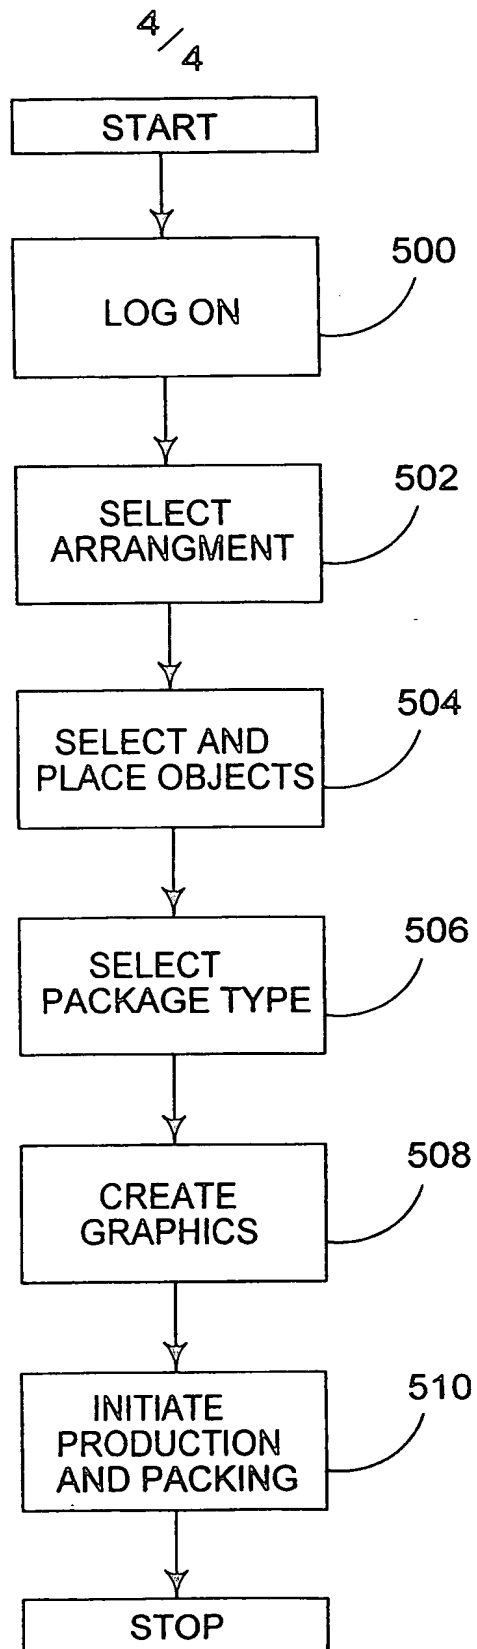 4/4
START
500
LOG ON
502
SELECT
ARRANGMENT
504
SELECT AND
PLACE OBJECTS
506
SELECT
PACKAGE TYPE
508
CREATE
GRAPHICS
510
INITIATE
PRODUCTION
AND PACKING
STOP